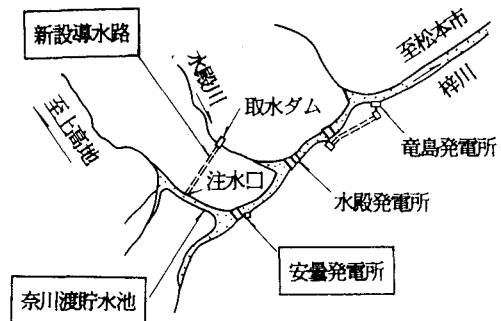 新設導水路
水殿川
至松本市
梓川
取水ダム
至上高地
竜島発電所
注水口
水殿発電所
安曇発電所
奈川渡貯水池